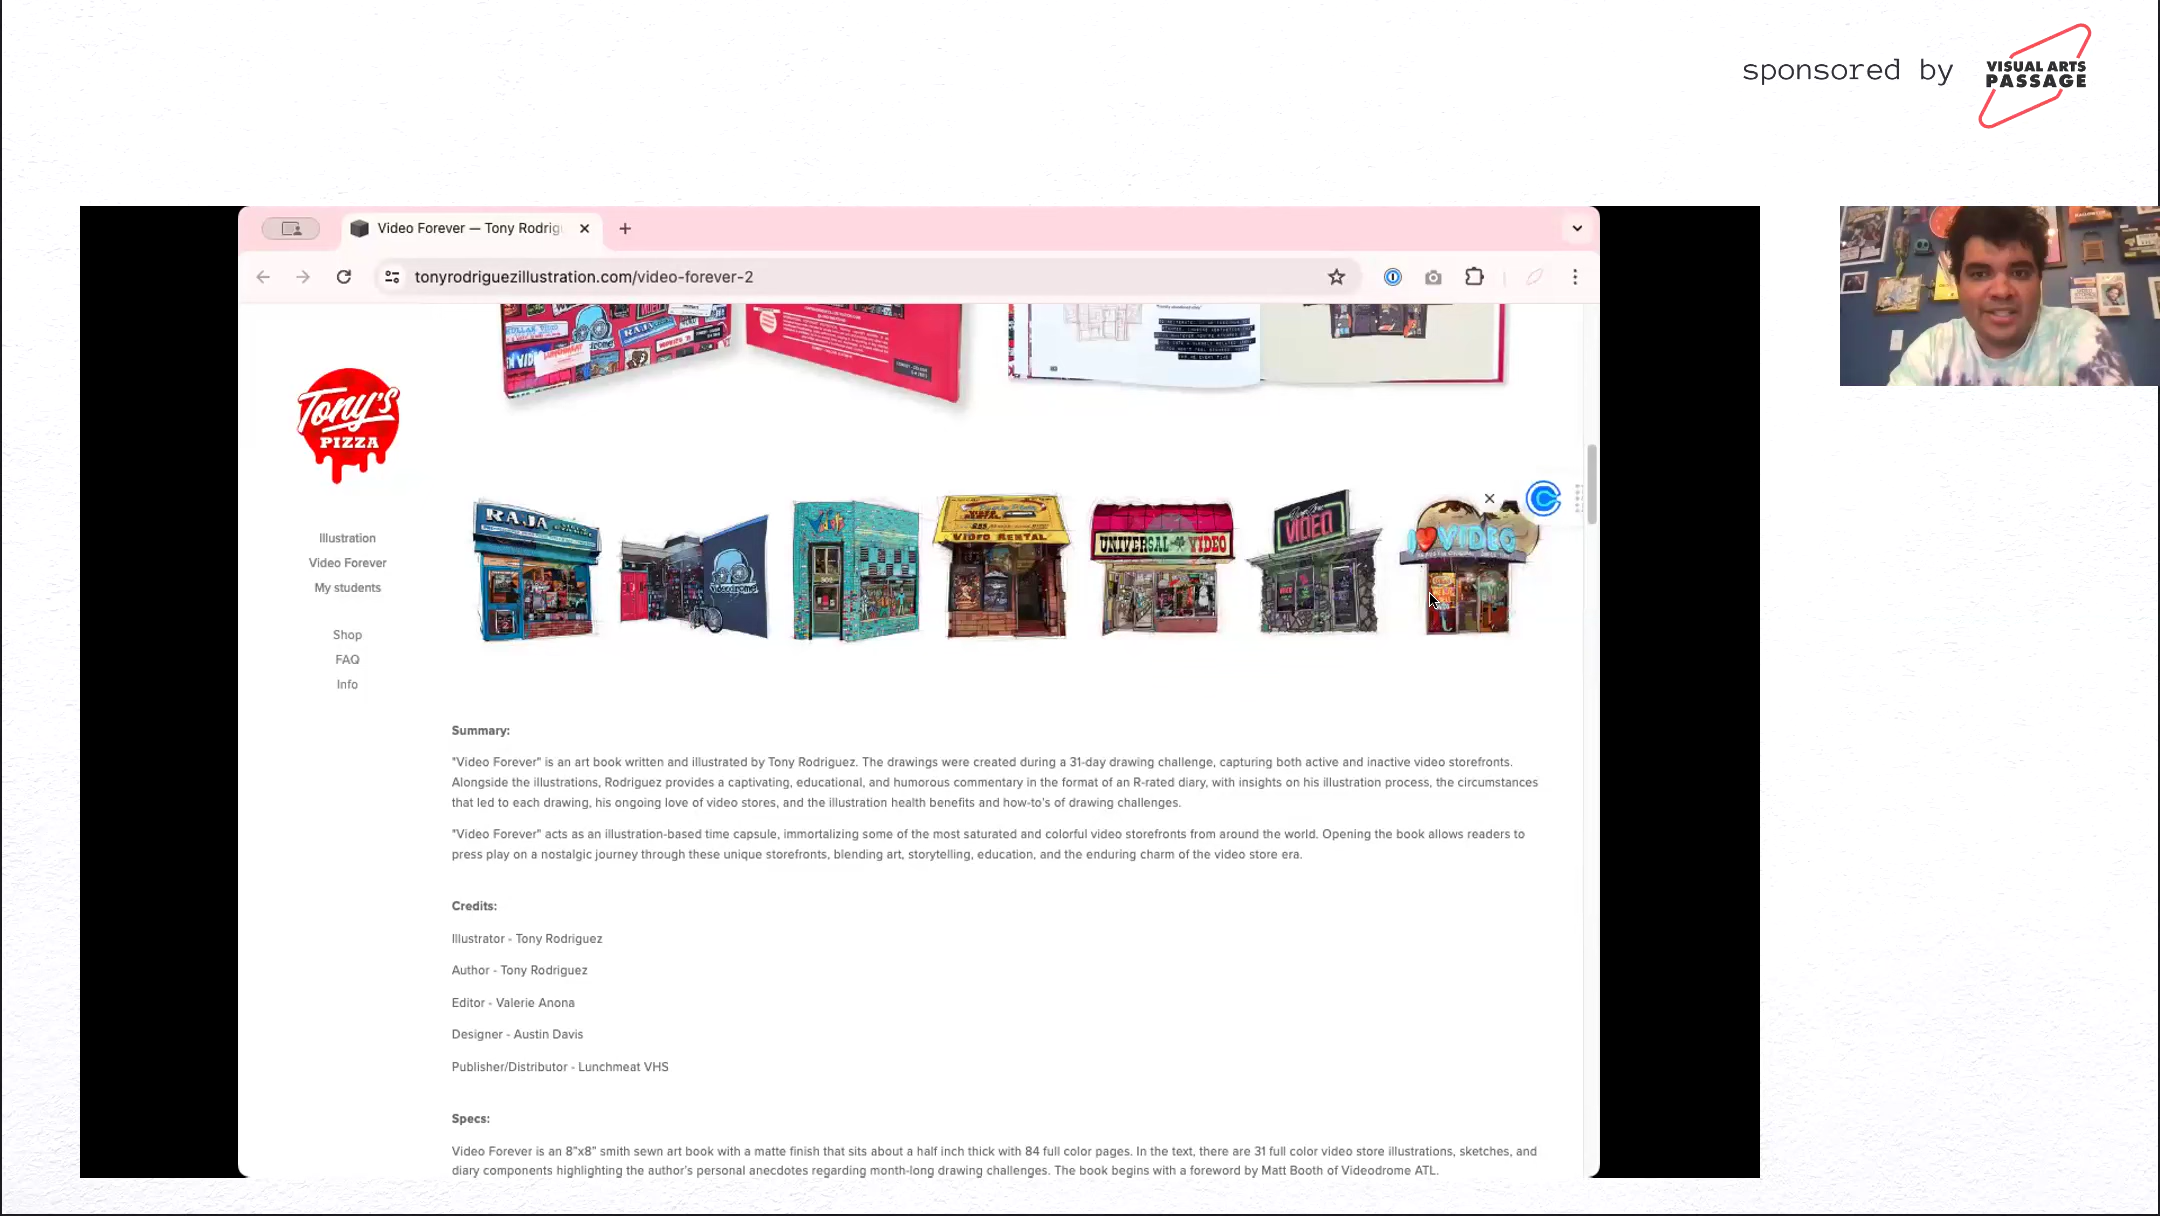 sponsored by
VISUAL ARTS
PASSAGE
Video Forever — Tony Rodrig
tonyrodriguezillustration.com/video-forever-2
Tony's
PIZZA
RAJA
VIDEO RENTAL
UNIVERSAL VIDEO
VIDEO
I VIDEO
Illustration
Video Forever
My students
Shop
FAQ
Info
Summary:
"Video Forever" is an art book written and illustrated by Tony Rodriguez. The drawings were created during a 31-day drawing challenge, capturing both active and inactive video storefronts.
Alongside the illustrations, Rodriguez provides a captivating, educational, and humorous commentary in the format of an R-rated diary, with insights on his illustration process, the circumstances
that led to each drawing, his ongoing love of video stores, and the illustration health benefits and how-to's of drawing challenges.
"Video Forever" acts as an illustration-based time capsule, immortalizing some of the most saturated and colorful video storefronts from around the world. Opening the book allows readers to
press play on a nostalgic journey through these unique storefronts, blending art, storytelling, education, and the enduring charm of the video store era.
Credits:
Illustrator - Tony Rodriguez
Author - Tony Rodriguez
Editor - Valerie Anona
Designer - Austin Davis
Publisher/Distributor - Lunchmeat VHS
Specs:
Video Forever is an 8"x8" smith sewn art book with a matte finish that sits about a half inch thick with 84 full color pages. In the text, there are 31 full color video store illustrations, sketches, and
diary components highlighting the author's personal anecdotes regarding month-long drawing challenges. The book begins with a foreword by Matt Booth of Videodrome ATL.